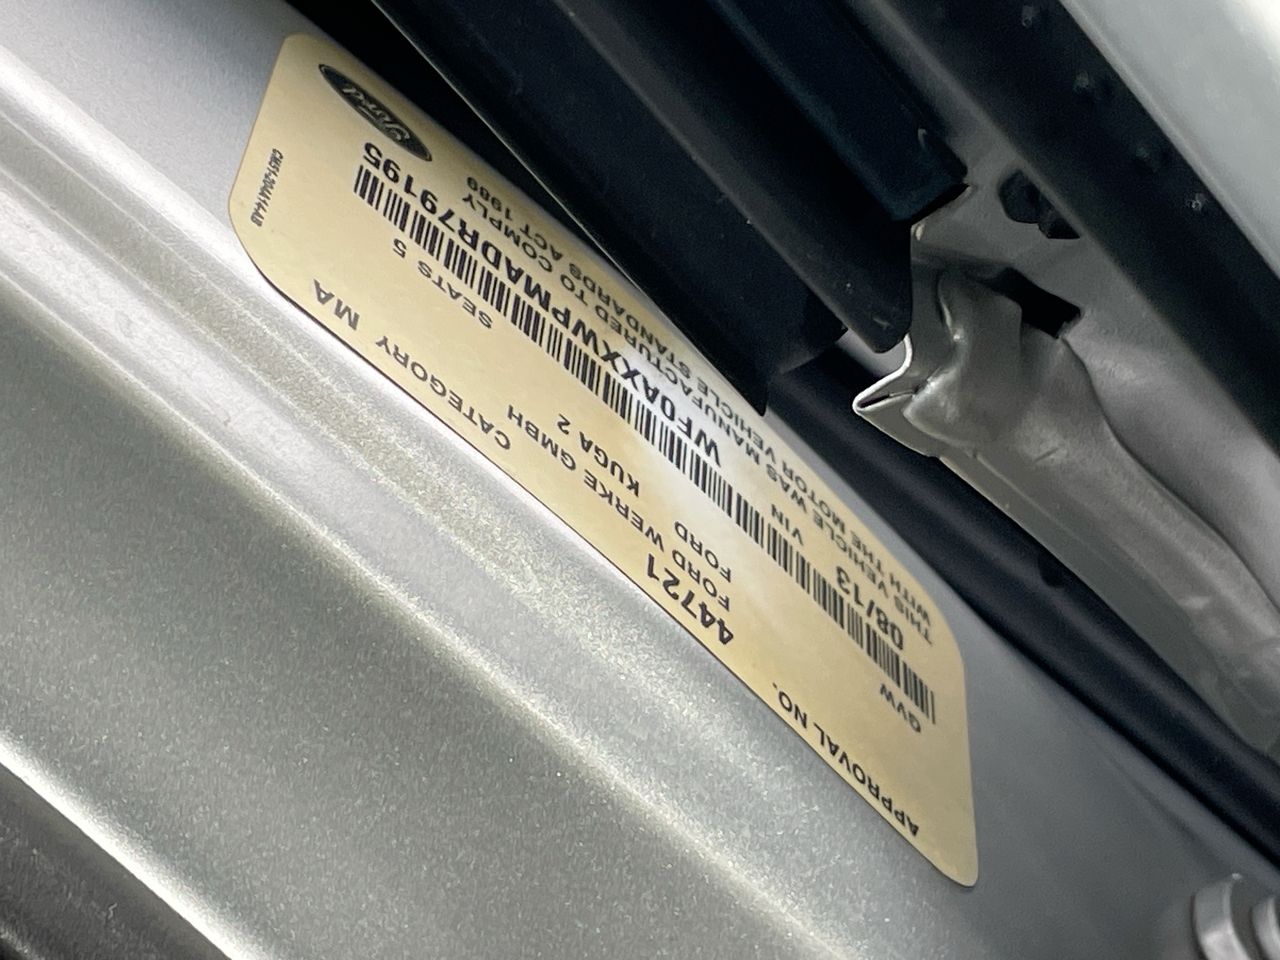 APPROVAL NO. 44721 CATEGORY MA
FORD WERKE GMBH
FORD KUGA 2 SEATS 5
GVW VIN
08/13 WF0AXXWPMADR79195
THIS VEHICLE WAS MANUFACTURED TO COMPLY
WITH THE MOTOR VEHICLE STANDARDS ACT 1989
Ford